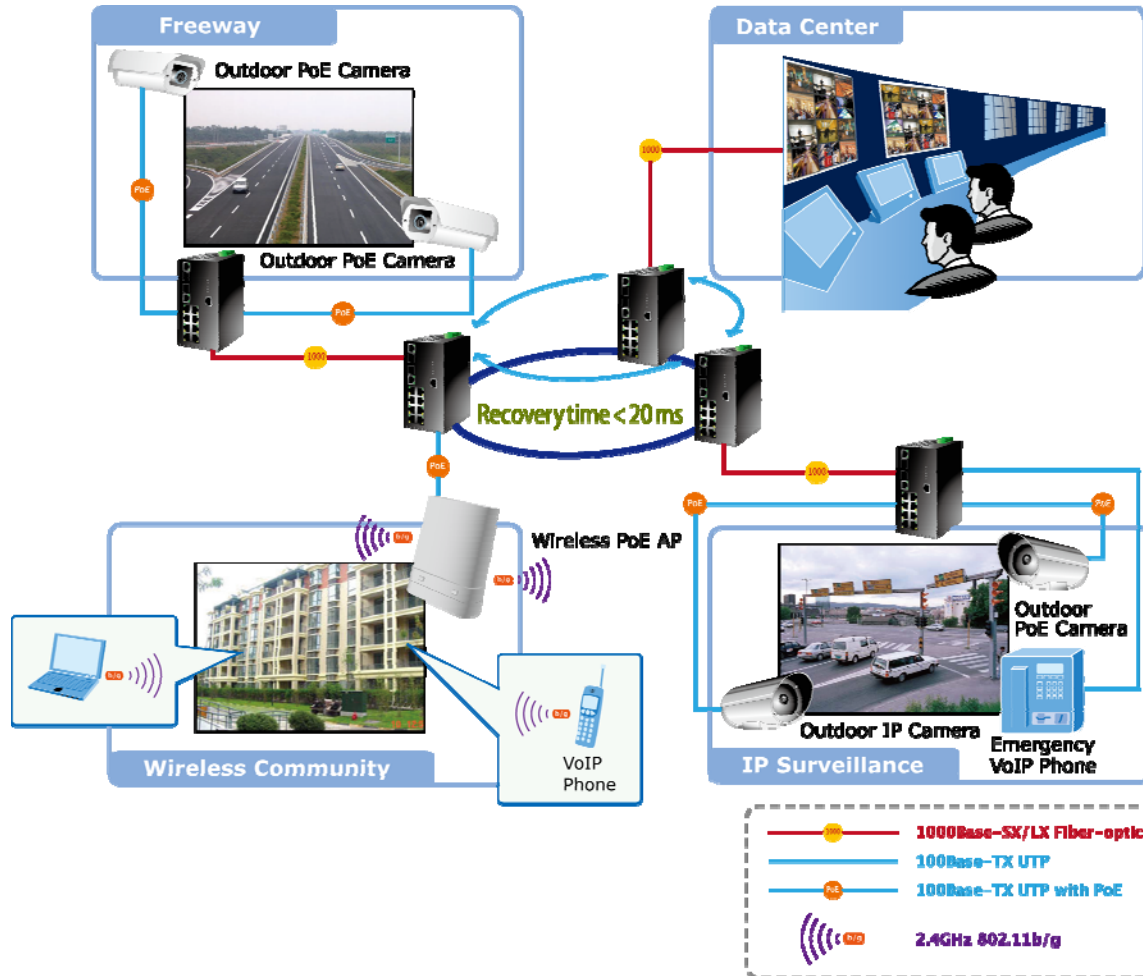 Freeway
Outdoor PoE Camera
PoE
Outdoor PoE Camera
PoE
1000
Data Center
1000
Recovery time < 20 ms
PoE
1000
PoE
PoE
Wireless PoE AP
b/g
b/g
b/g
b/g
VoIP
Phone
Wireless Community
Outdoor
PoE Camera
Outdoor IP Camera
Emergency
VoIP Phone
IP Surveillance
1000
1000Base-SX/LX Fiber-optic
100Base-TX UTP
PoE
100Base-TX UTP with PoE
b/g
2.4GHz 802.11b/g